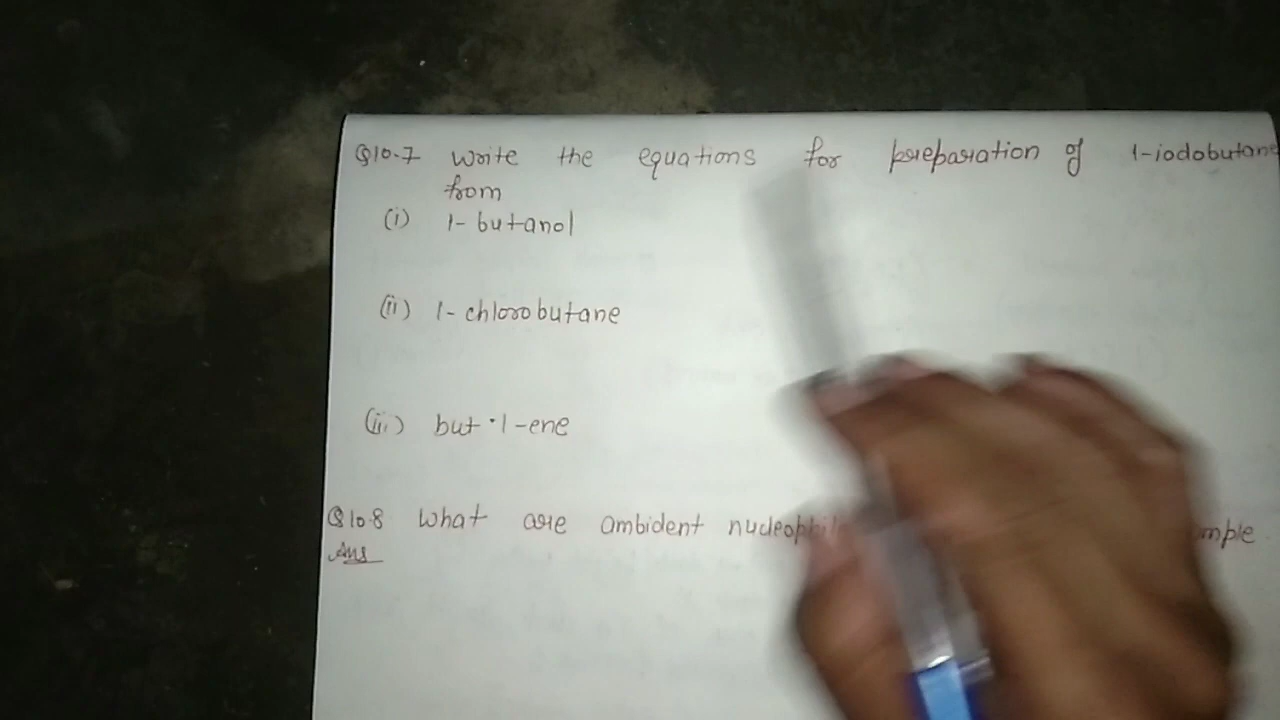 Q10.7 Write the equations for preparation of 1-iodobutane
from
(i) 1-butanol
(ii) 1-chlorobutane
(iii) but-1-ene
Q10.8 What are ambident
Ans